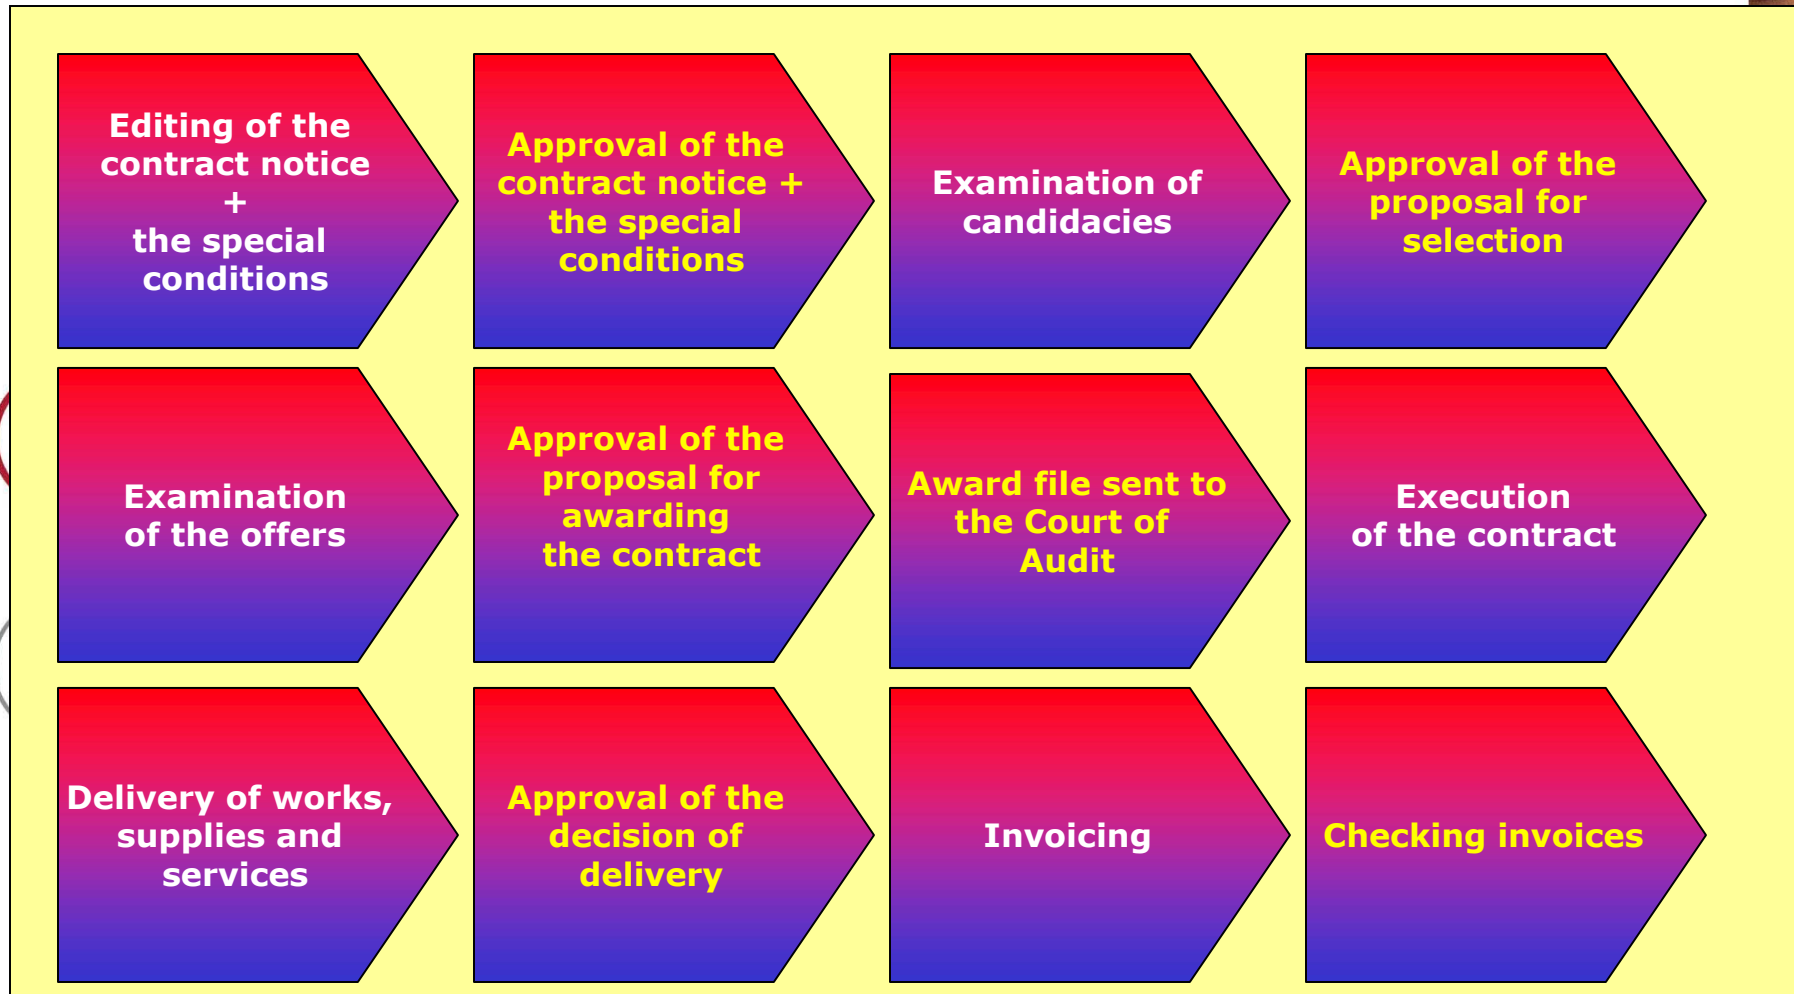 Editing of the
contract notice
+
the special
conditions
Approval of the
contract notice +
the special
conditions
Examination of
candidacies
Approval of the
proposal for
selection
Examination
of the offers
Approval of the
proposal for
awarding
the contract
Award file sent to
the Court of
Audit
Execution
of the contract
Delivery of works,
supplies and
services
Approval of the
decision of
delivery
Invoicing
Checking invoices